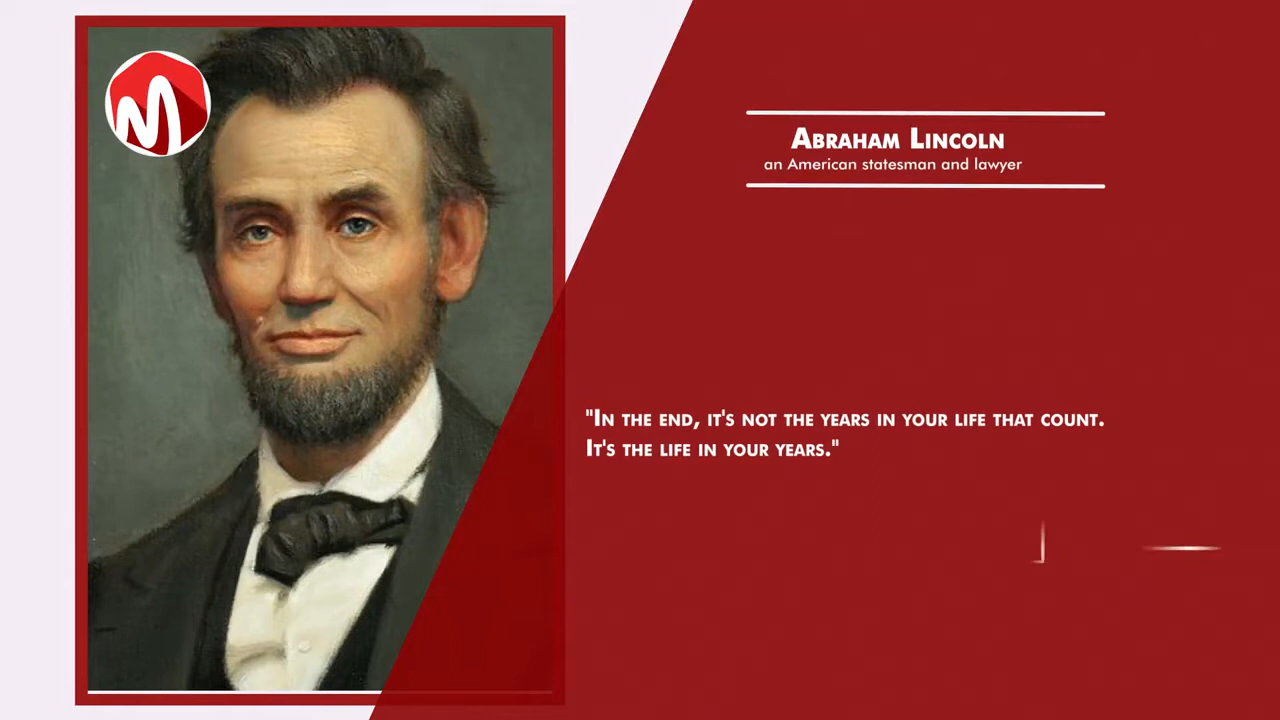 Abraham Lincoln
an American statesman and lawyer
"In the end, it's not the years in your life that count.
It's the life in your years."